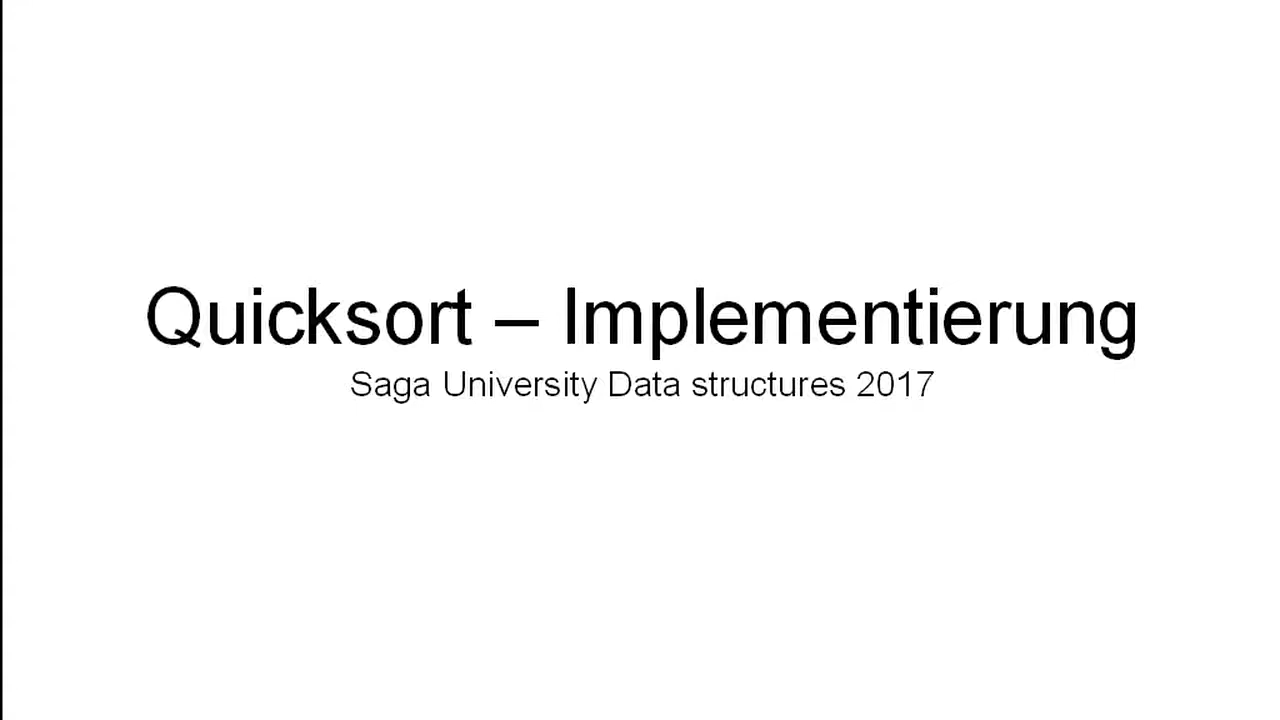 Quicksort – Implementierung
Saga University Data structures 2017